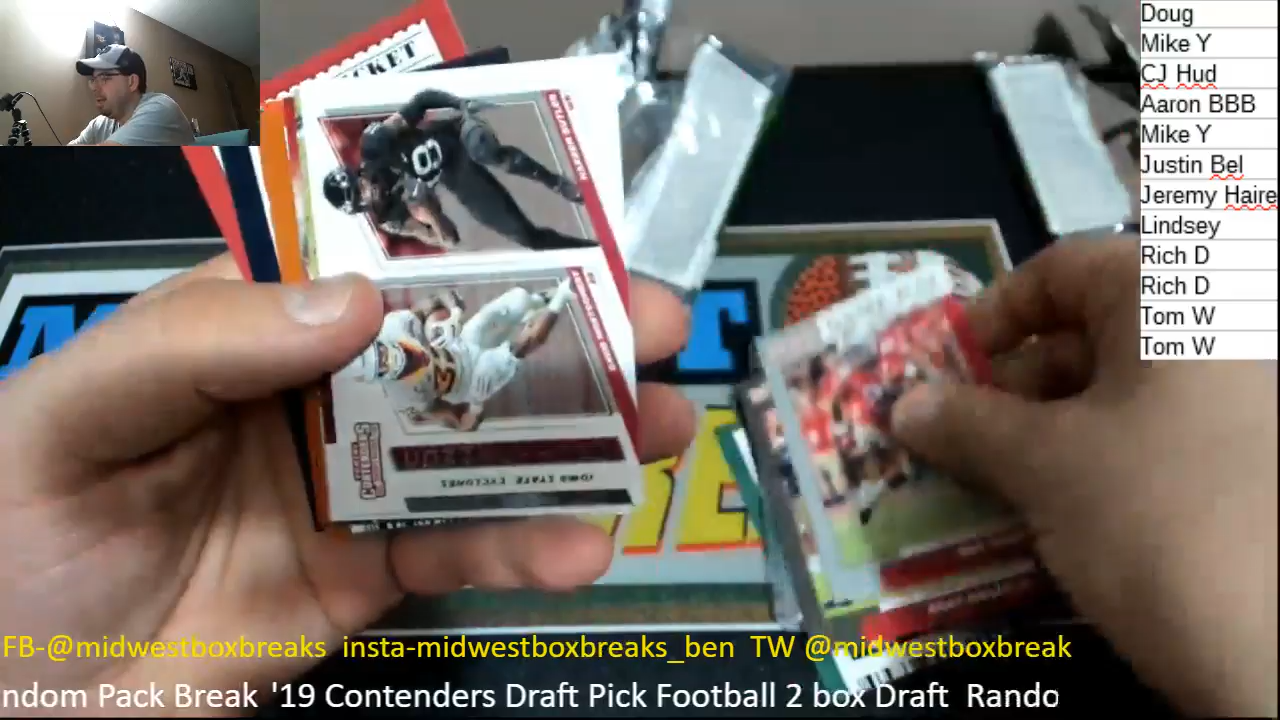 Doug
Mike Y
CJ Hud
Aaron BBB
Mike Y
Justin Bel
Jeremy Haire
Lindsey
Rich D
Rich D
Tom W
Tom W
CKET
IOWA STATE CYCLONES
FB-@midwestboxbreaks insta-midwestboxbreaks_ben TW @midwestboxbreak
ndom Pack Break '19 Contenders Draft Pick Football 2 box Draft Rando